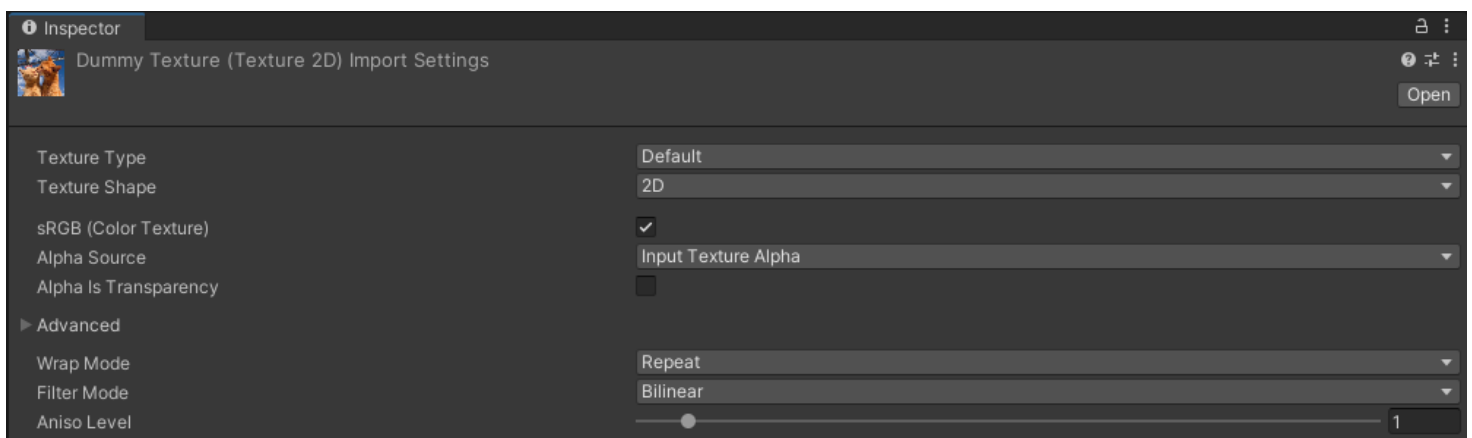 Inspector
Dummy Texture (Texture 2D) Import Settings
Open
Texture Type Default
Texture Shape 2D
sRGB (Color Texture)
Alpha Source Input Texture Alpha
Alpha Is Transparency
Advanced
Wrap Mode Repeat
Filter Mode Bilinear
Aniso Level 1